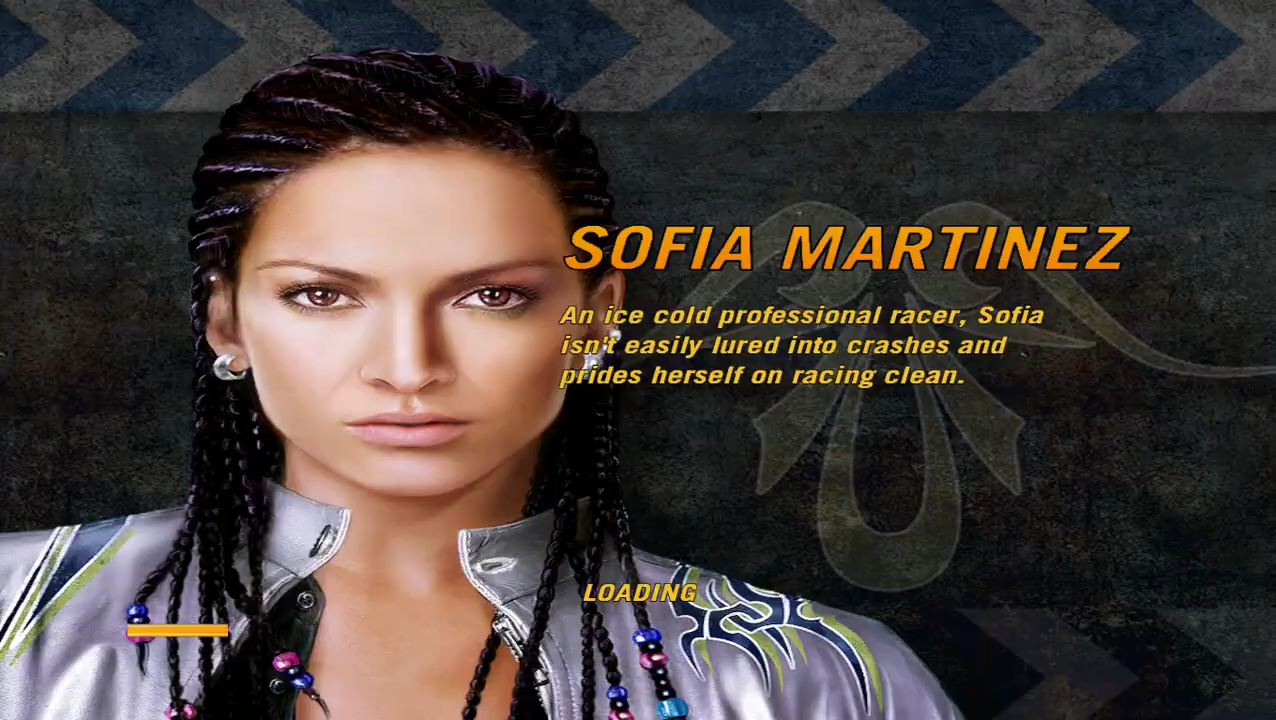 SOFIA MARTINEZ
An ice cold professional racer, Sofia
isn't easily lured into crashes and
prides herself on racing clean.
LOADING